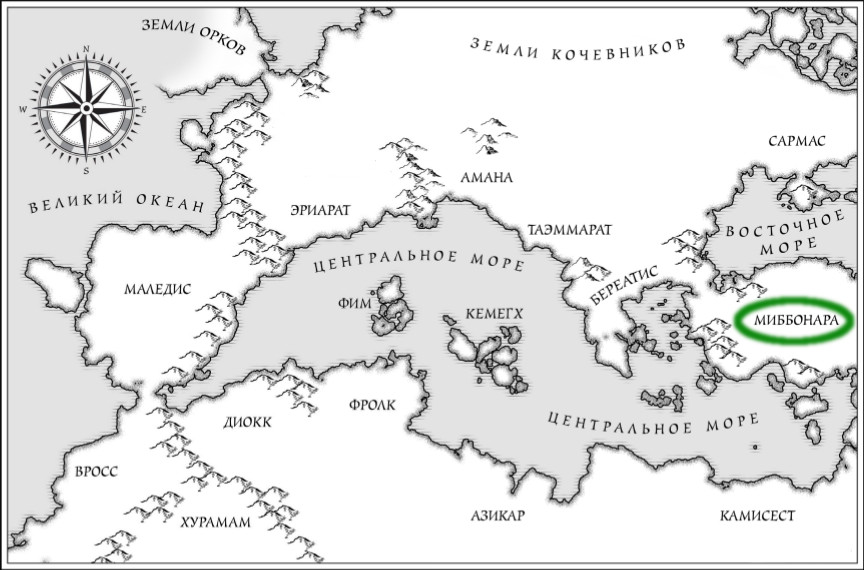 ЗЕМЛИ ОРКОВ
ЗЕМЛИ КОЧЕВНИКОВ
N
W
E
S
САРМАС
АМАНА
ВЕЛИКИЙ ОКЕАН
ЭРИАРАТ
ТАЭММАРАТ
ВОСТОЧНОЕ
МОРЕ
ЦЕНТРАЛЬНОЕ МОРЕ
БЕРЕАТИС
МАЛЕДИС
ФИМ
КЕМЕГХ
МИББОНАРА
ФРОЛК
ДИОКК
ЦЕНТРАЛЬНОЕ МОРЕ
ВРОСС
ХУРАМАМ
АЗИКАР
КАМИСЕСТ